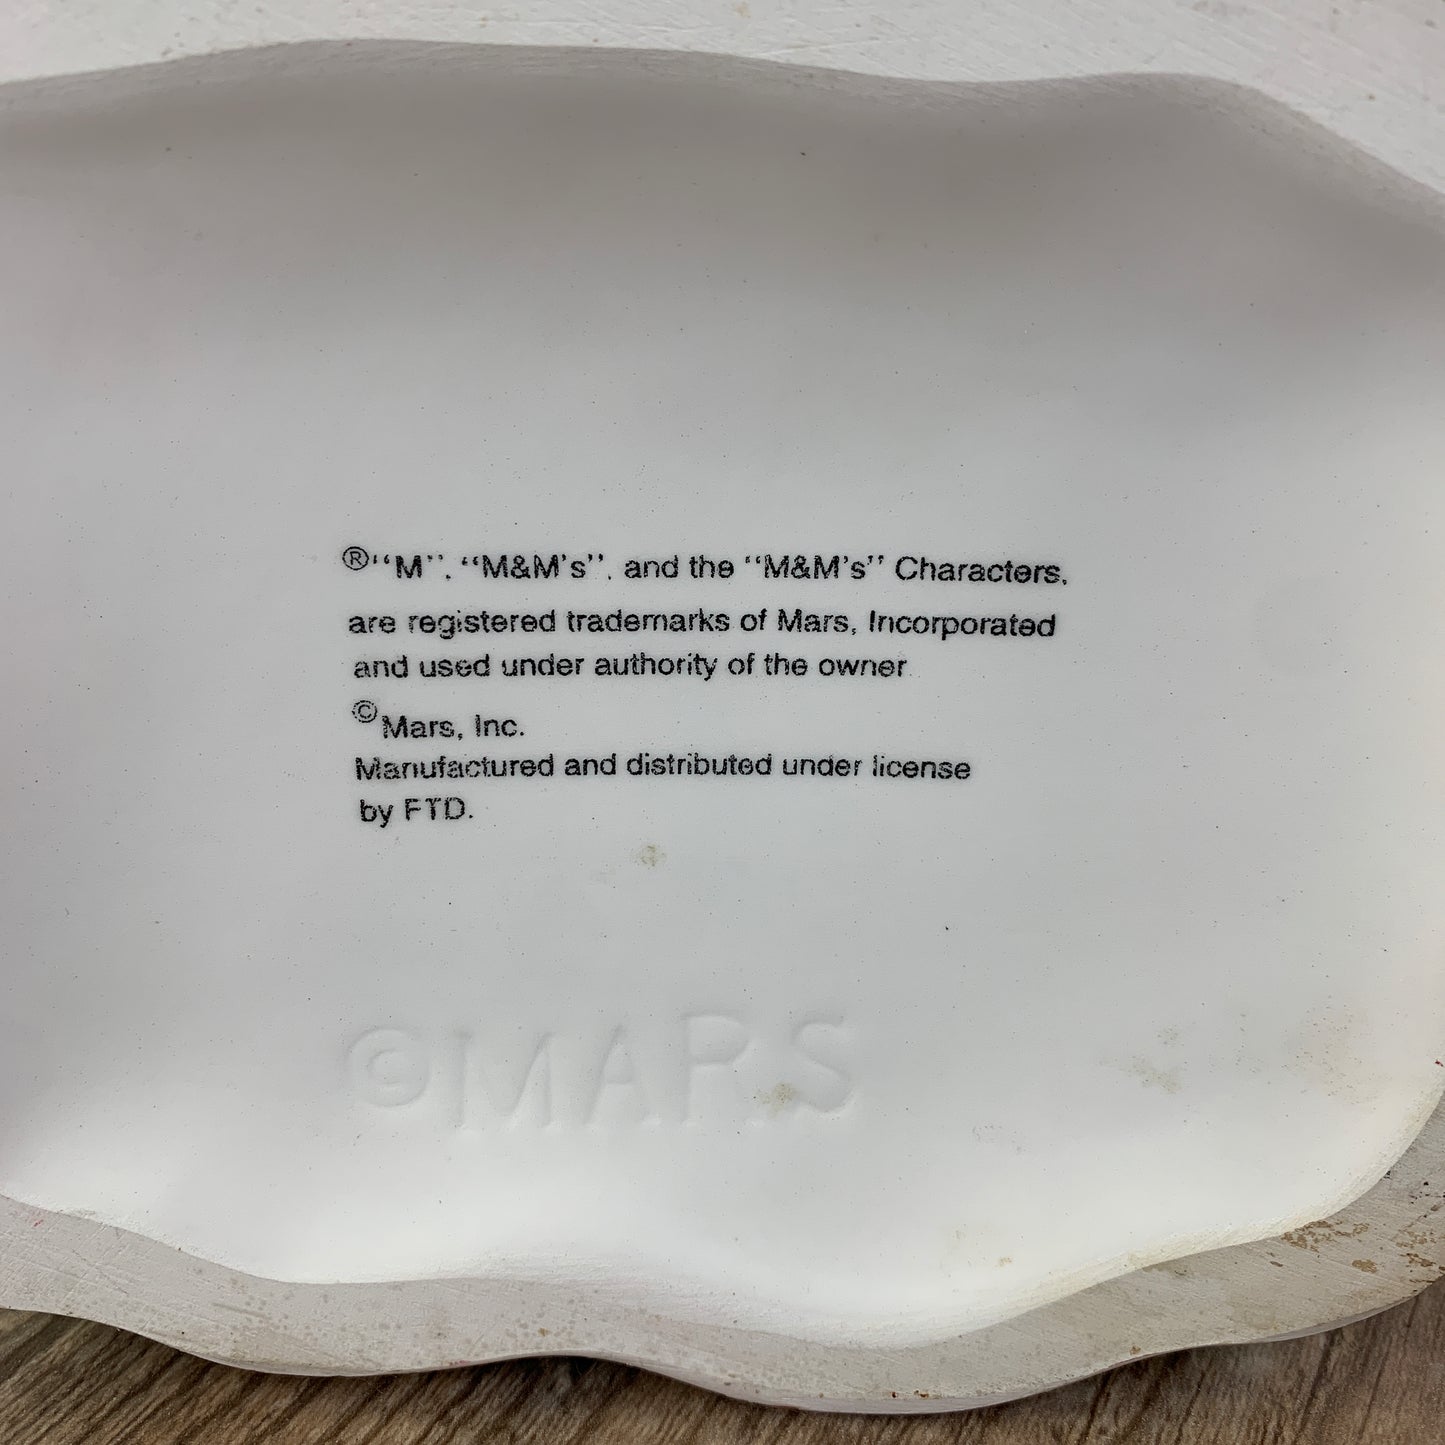 ®"M", "M&M's", and the "M&M's" Characters,
are registered trademarks of Mars, Incorporated
and used under authority of the owner.
©Mars, Inc.
Manufactured and distributed under license
by FTD.
©MARS